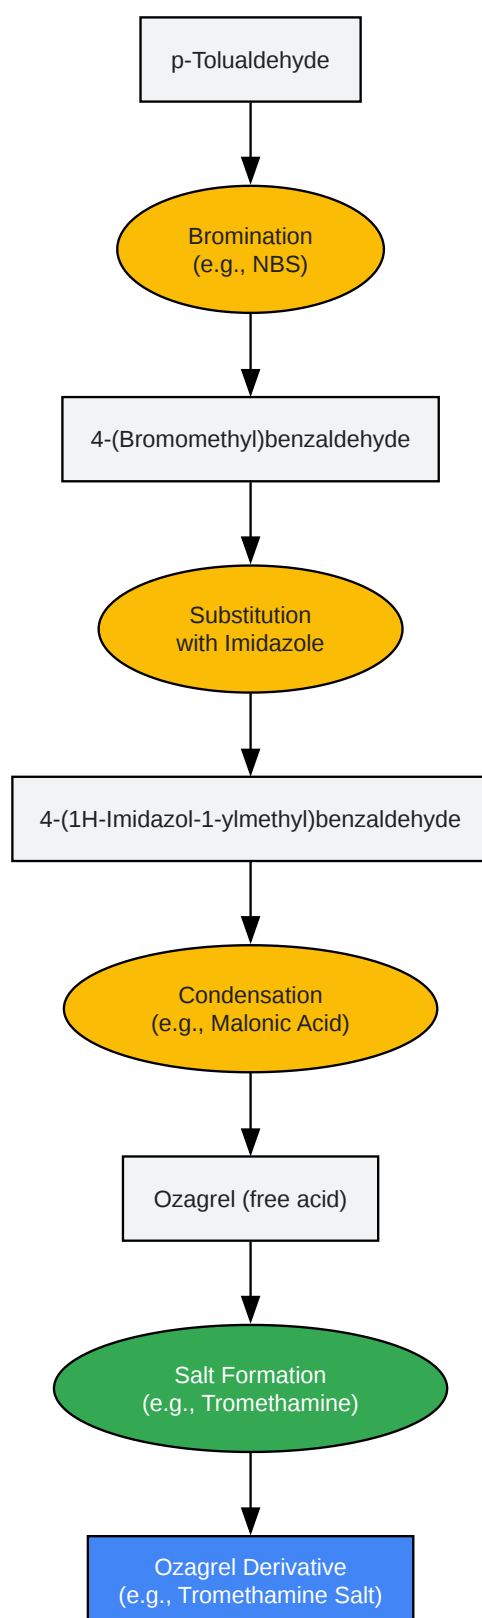 p-Tolualdehyde
Bromination
(e.g., NBS)
4-(Bromomethyl)benzaldehyde
Substitution
with Imidazole
4-(1H-Imidazol-1-ylmethyl)benzaldehyde
Condensation
(e.g., Malonic Acid)
Ozagrel (free acid)
Salt Formation
(e.g., Tromethamine)
Ozagrel Derivative
(e.g., Tromethamine Salt)